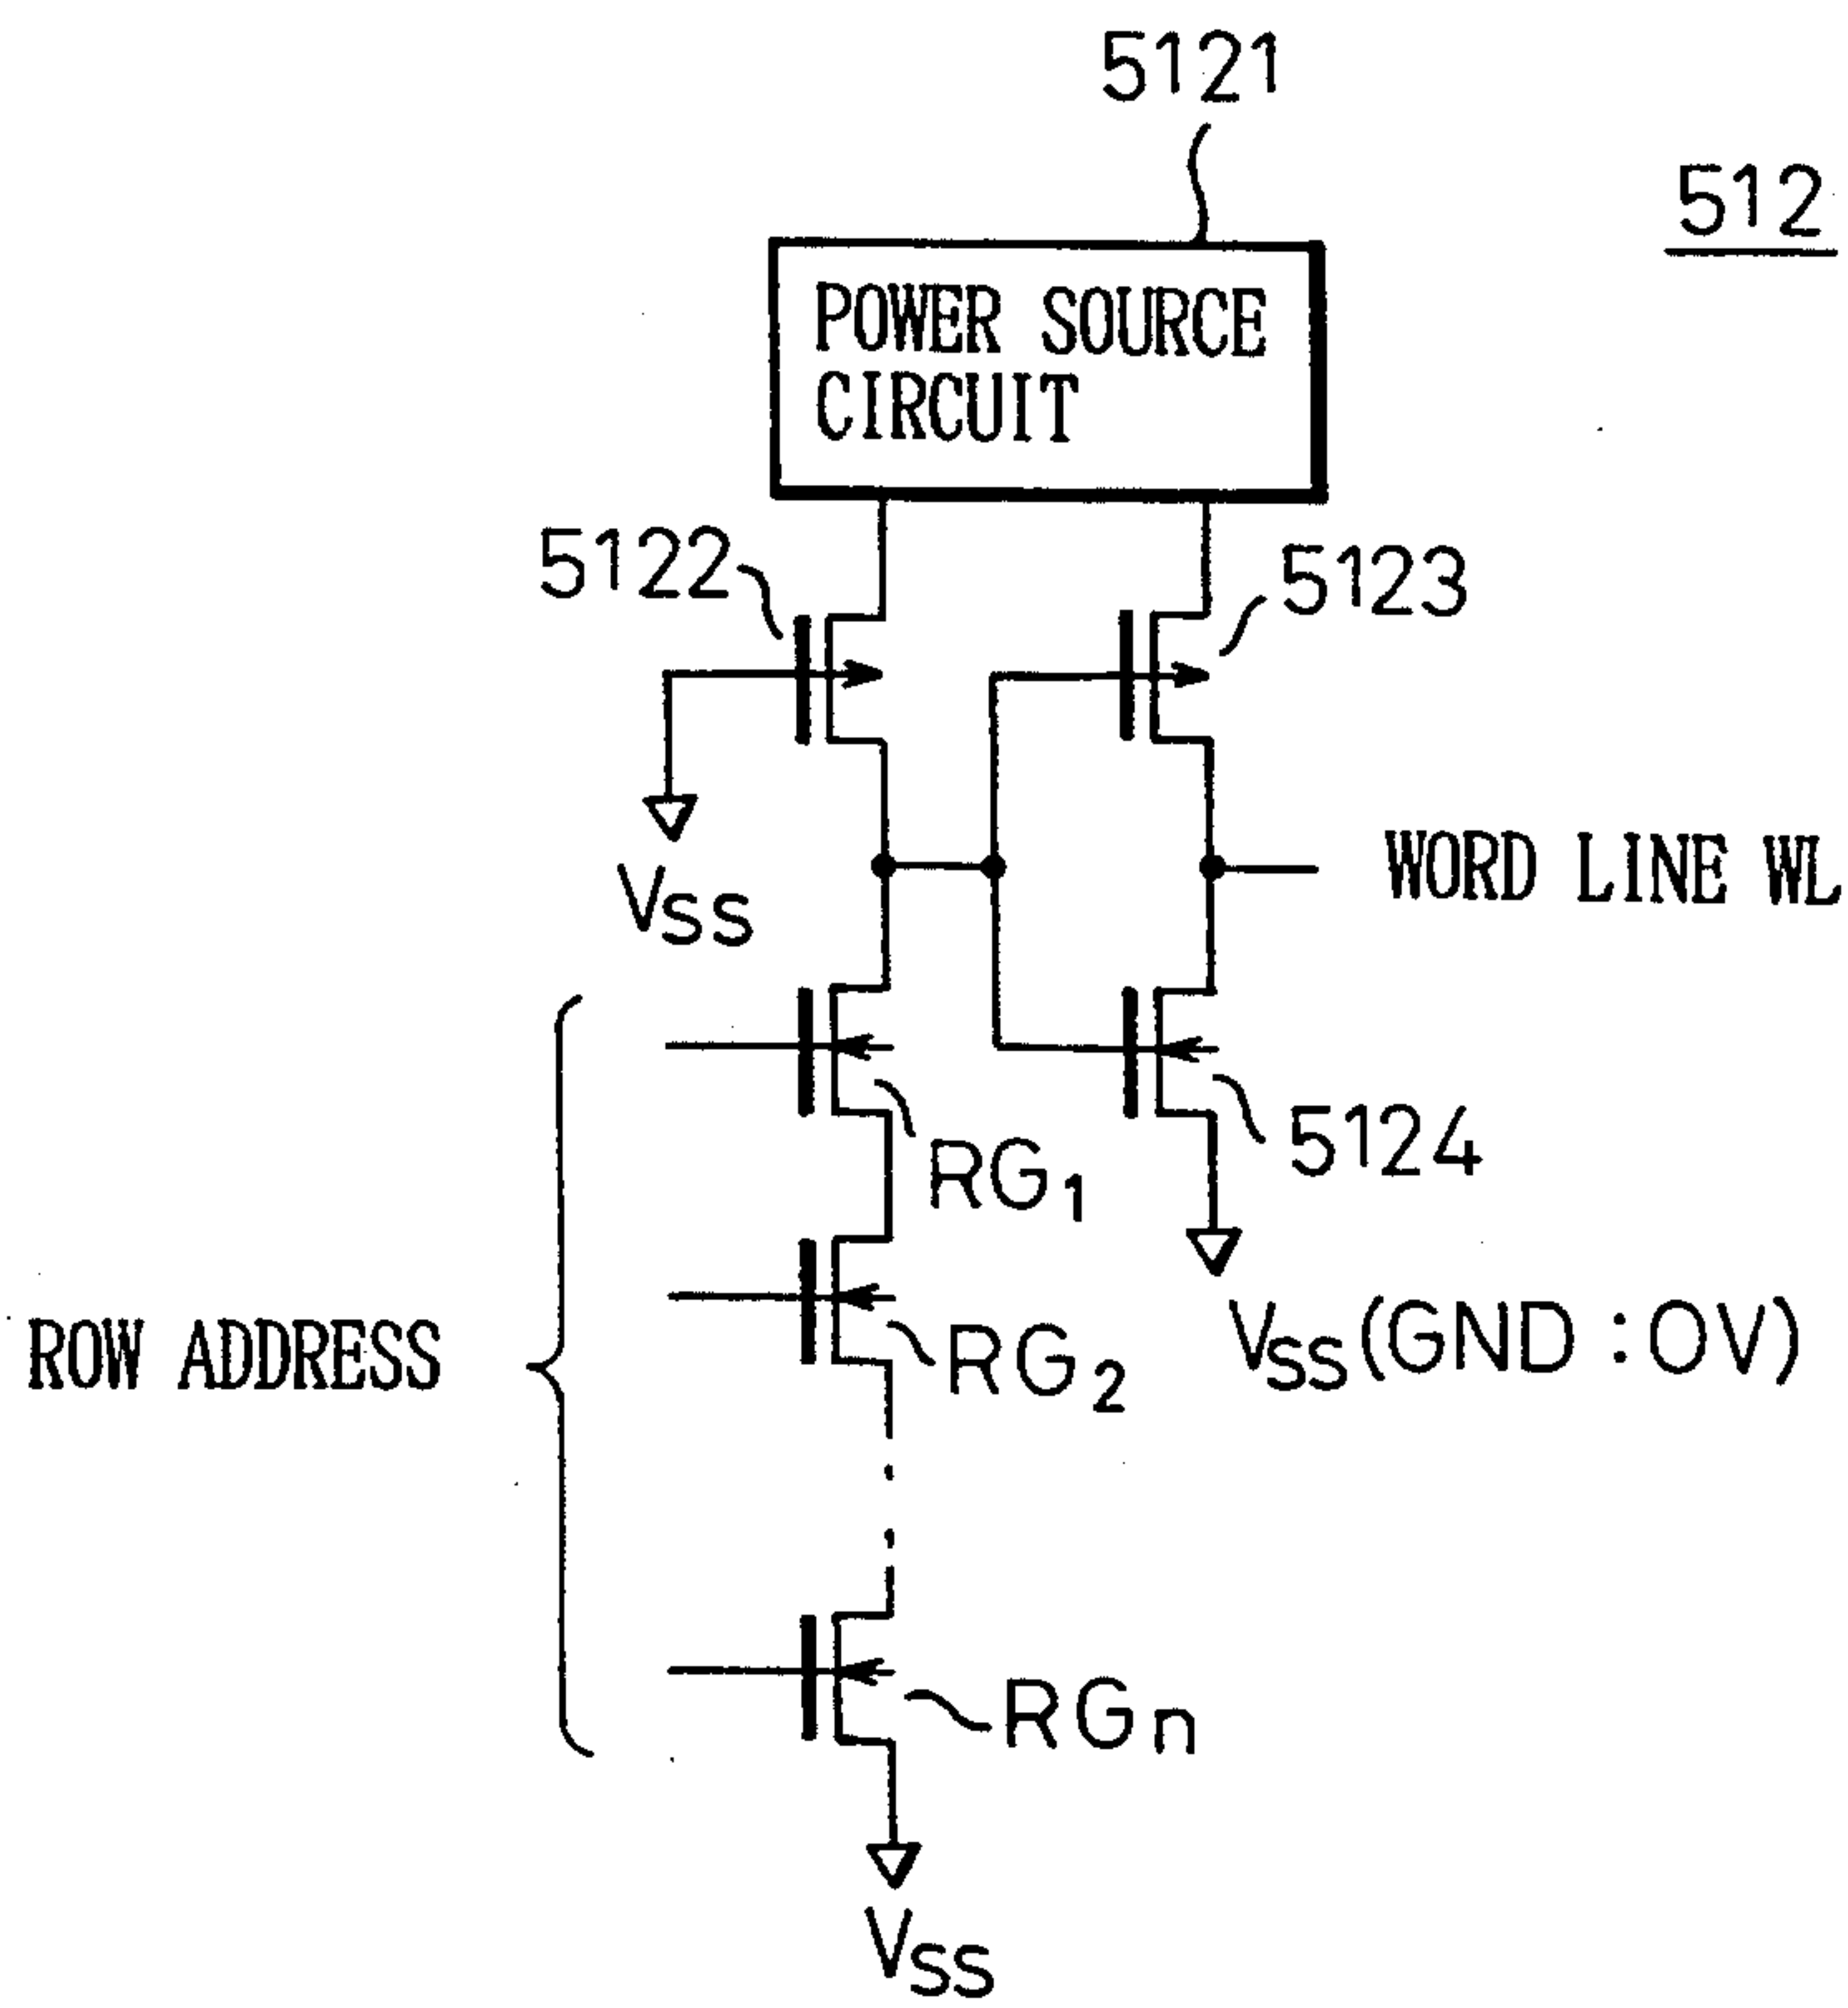 5121
512
POWER SOURCE
CIRCUIT
5122
5123
VSS
WORD LINE WL
RG1
5124
ROW ADDRESS
RG2
VSS(GND:0V)
RGn
VSS